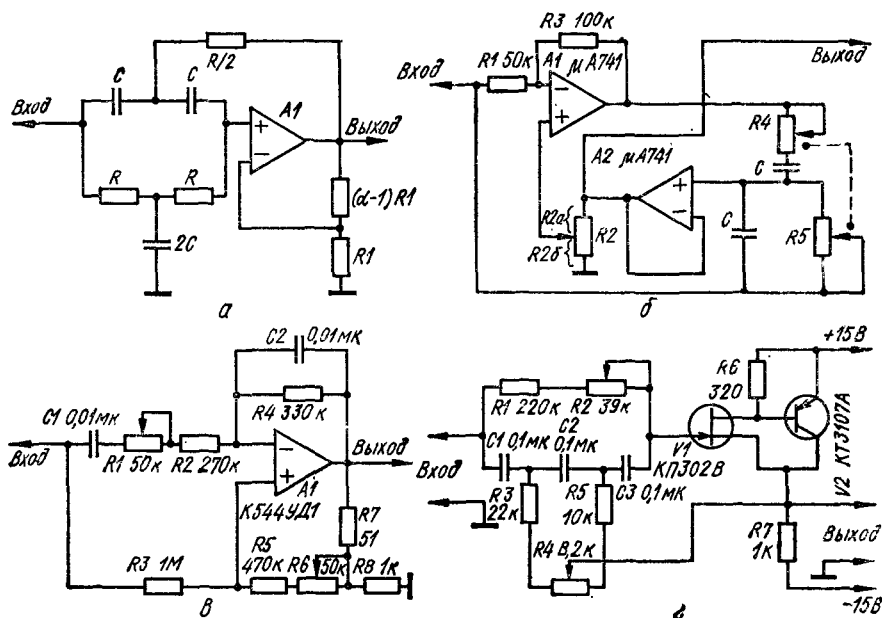 R/2
C
C
Вход
A1
+
−
Выход
R
R
(α-1) R1
2C
R1
а
R3 100к
R1 50к
A1
μA741
Вход
Выход
−
+
R4
A2 μA741
C
+
−
R2а
R2
R2б
C
R5
б
C2
0,01мк
R4 330к
C1 0,01мк
Вход
R1 50к
R2 270к
−
+
A1
Выход
К544УД1
R7
51
R3 1М
R5
470к
R6
50к
R8 1к
в
+15В
R6
320
R1 220к
R2 39к
C2
C1 0,1мк
0,1мк
V1
КП302В
V2 КТ3107А
Вход
R3
22к
R5
10к
C3 0,1мк
R4 8,2к
R7
1к
Выход
−15В
г